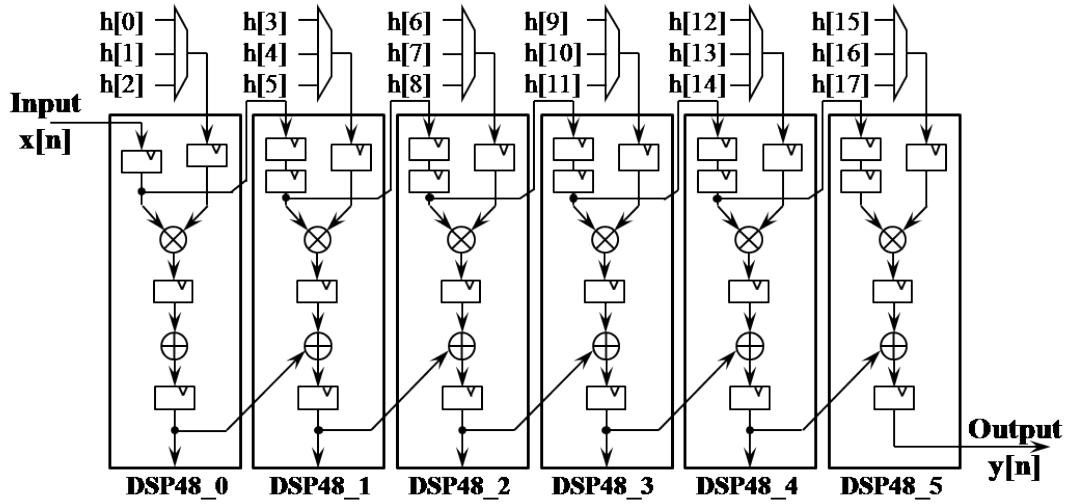 h[0] h[3] h[6] h[9] h[12] h[15]
h[1] h[4] h[7] h[10] h[13] h[16]
h[2] h[5] h[8] h[11] h[14] h[17]
Input
x[n]
Output
y[n]
DSP48_0 DSP48_1 DSP48_2 DSP48_3 DSP48_4 DSP48_5